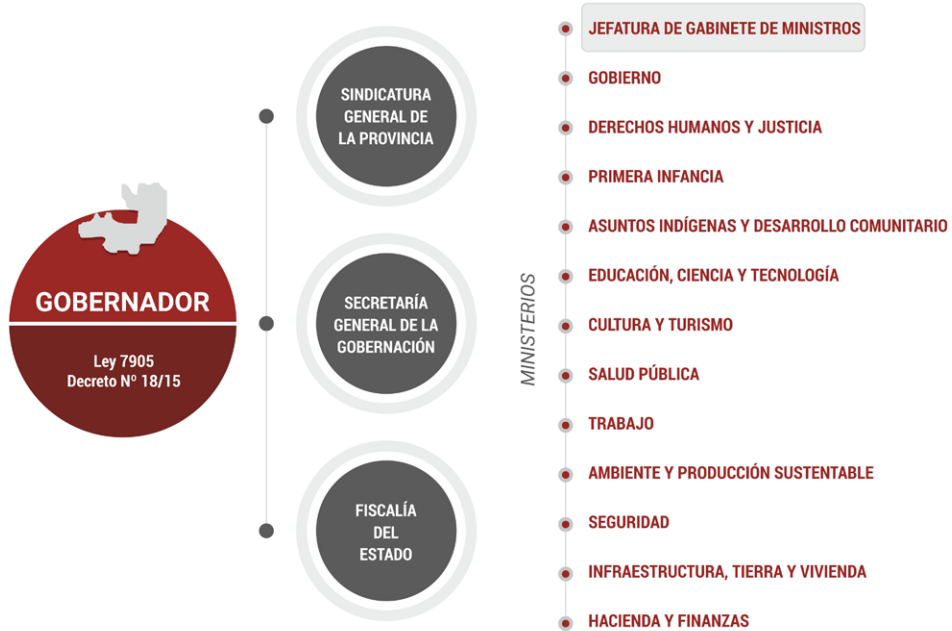 GOBERNADOR
Ley 7905
Decreto Nº 18/15
SINDICATURA
GENERAL DE
LA PROVINCIA
SECRETARÍA
GENERAL DE LA
GOBERNACIÓN
FISCALÍA
DEL
ESTADO
MINISTERIOS
JEFATURA DE GABINETE DE MINISTROS
GOBIERNO
DERECHOS HUMANOS Y JUSTICIA
PRIMERA INFANCIA
ASUNTOS INDÍGENAS Y DESARROLLO COMUNITARIO
EDUCACIÓN, CIENCIA Y TECNOLOGÍA
CULTURA Y TURISMO
SALUD PÚBLICA
TRABAJO
AMBIENTE Y PRODUCCIÓN SUSTENTABLE
SEGURIDAD
INFRAESTRUCTURA, TIERRA Y VIVIENDA
HACIENDA Y FINANZAS